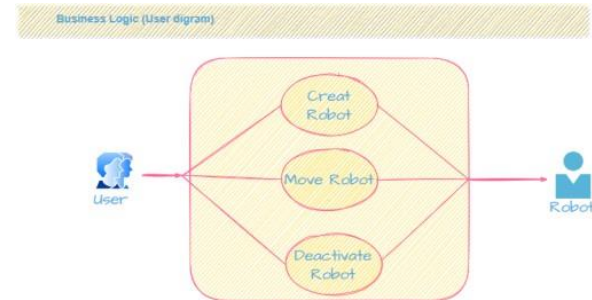 Business Logic (User digram)
Creat
Robot
Move Robot
User
Robot
Deactivate
Robot